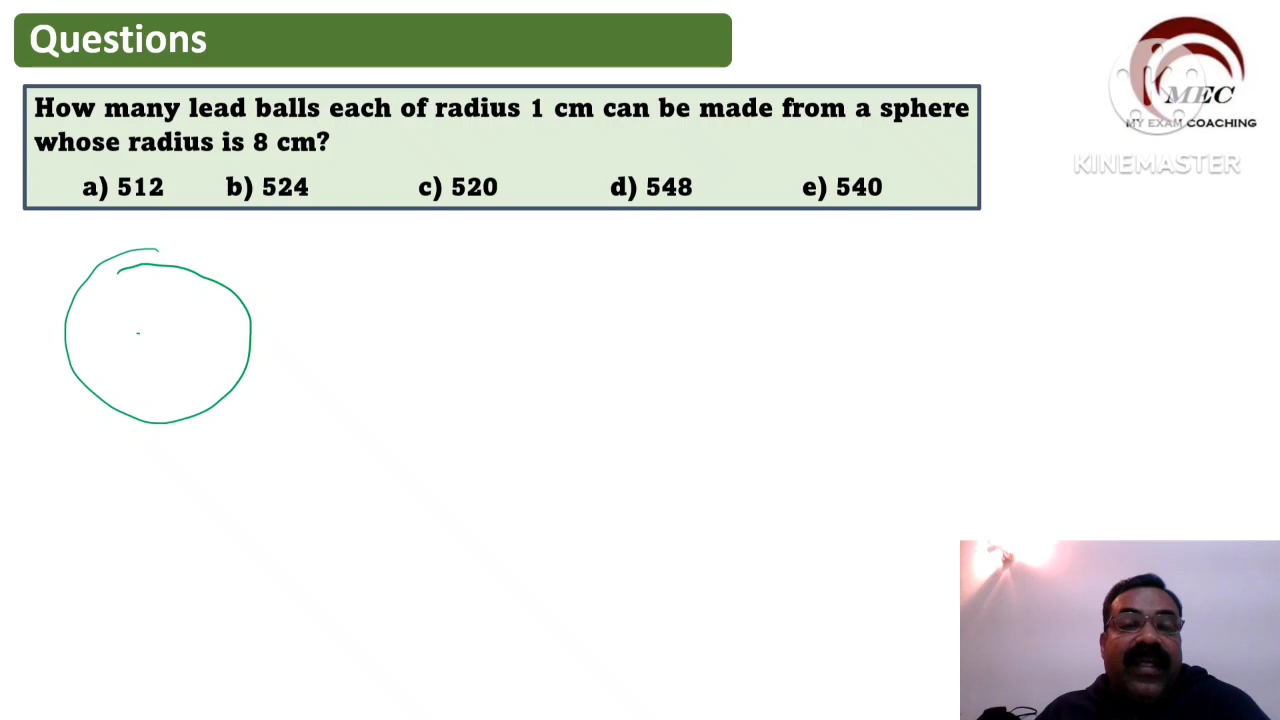 Questions
How many lead balls each of radius 1 cm can be made from a sphere
whose radius is 8 cm?
a) 512 b) 524 c) 520 d) 548 e) 540
MEC
MY EXAM COACHING
KINEMASTER